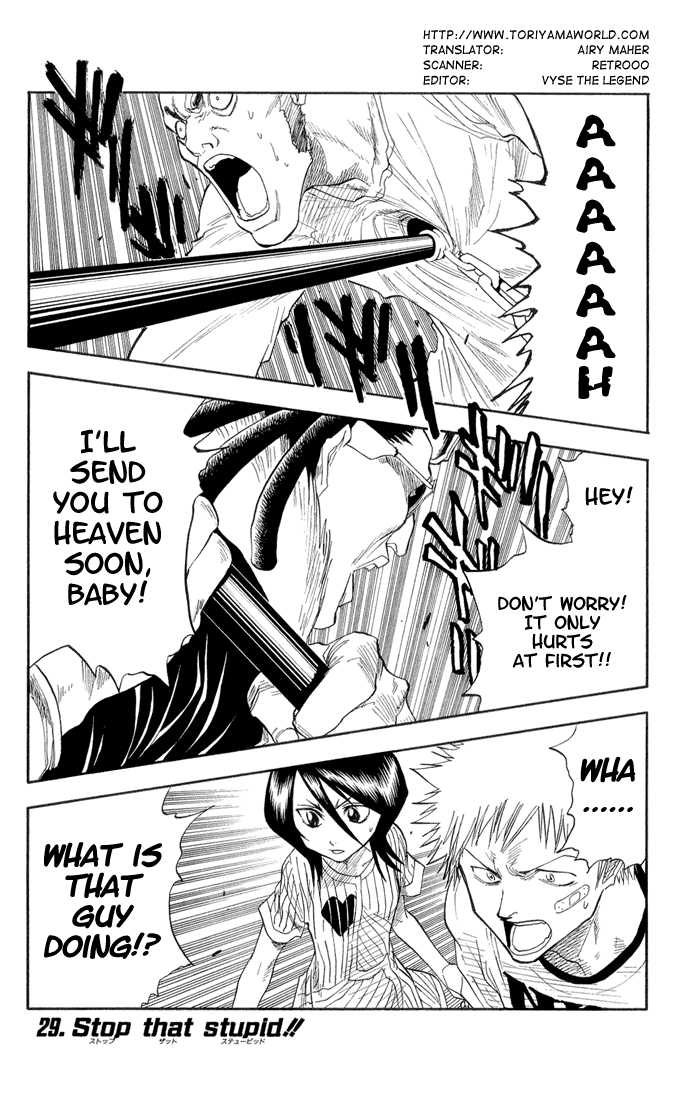 HTTP://WWW.TORIYAMAWORLD.COM
TRANSLATOR: AIRY MAHER
SCANNER: RETROOO
EDITOR: VYSE THE LEGEND
A
A
A
A
A
A
A
H
HEY!
DON'T WORRY!
IT ONLY
HURTS
AT FIRST!!
I'LL
SEND
YOU TO
HEAVEN
SOON,
BABY!
WHA
......
WHAT IS
THAT
GUY
DOING!?
29. Stop that stupid!!
ストップ ザット ステューピッド